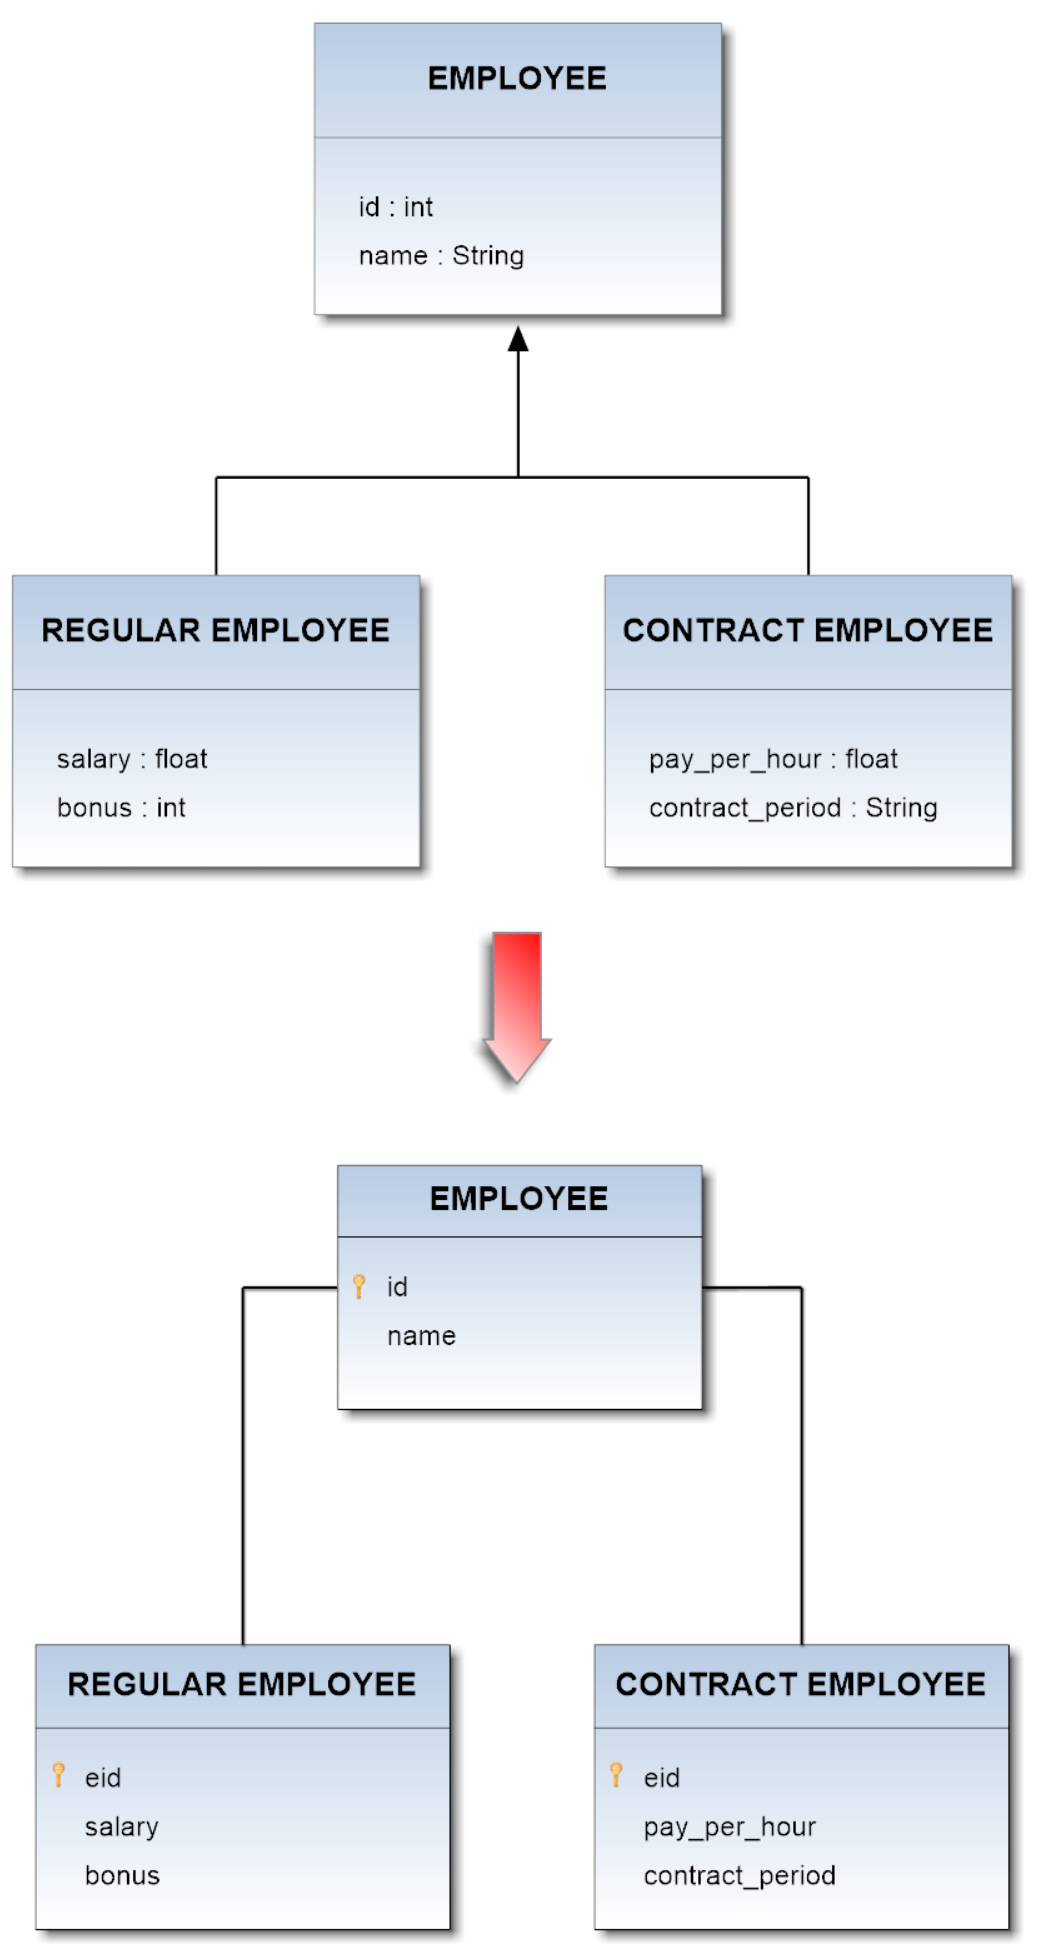 EMPLOYEE
id : int
name : String
REGULAR EMPLOYEE
salary : float
bonus : int
CONTRACT EMPLOYEE
pay_per_hour : float
contract_period : String
EMPLOYEE
id
name
REGULAR EMPLOYEE
eid
salary
bonus
CONTRACT EMPLOYEE
eid
pay_per_hour
contract_period